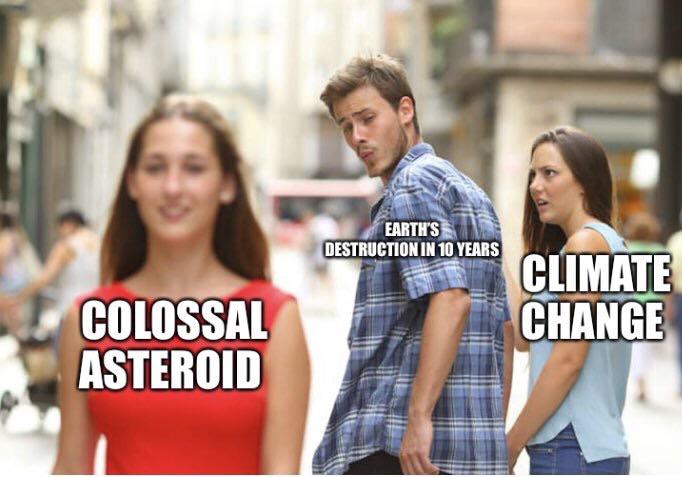 EARTH'S
DESTRUCTION IN 10 YEARS
CLIMATE
CHANGE
COLOSSAL
ASTEROID